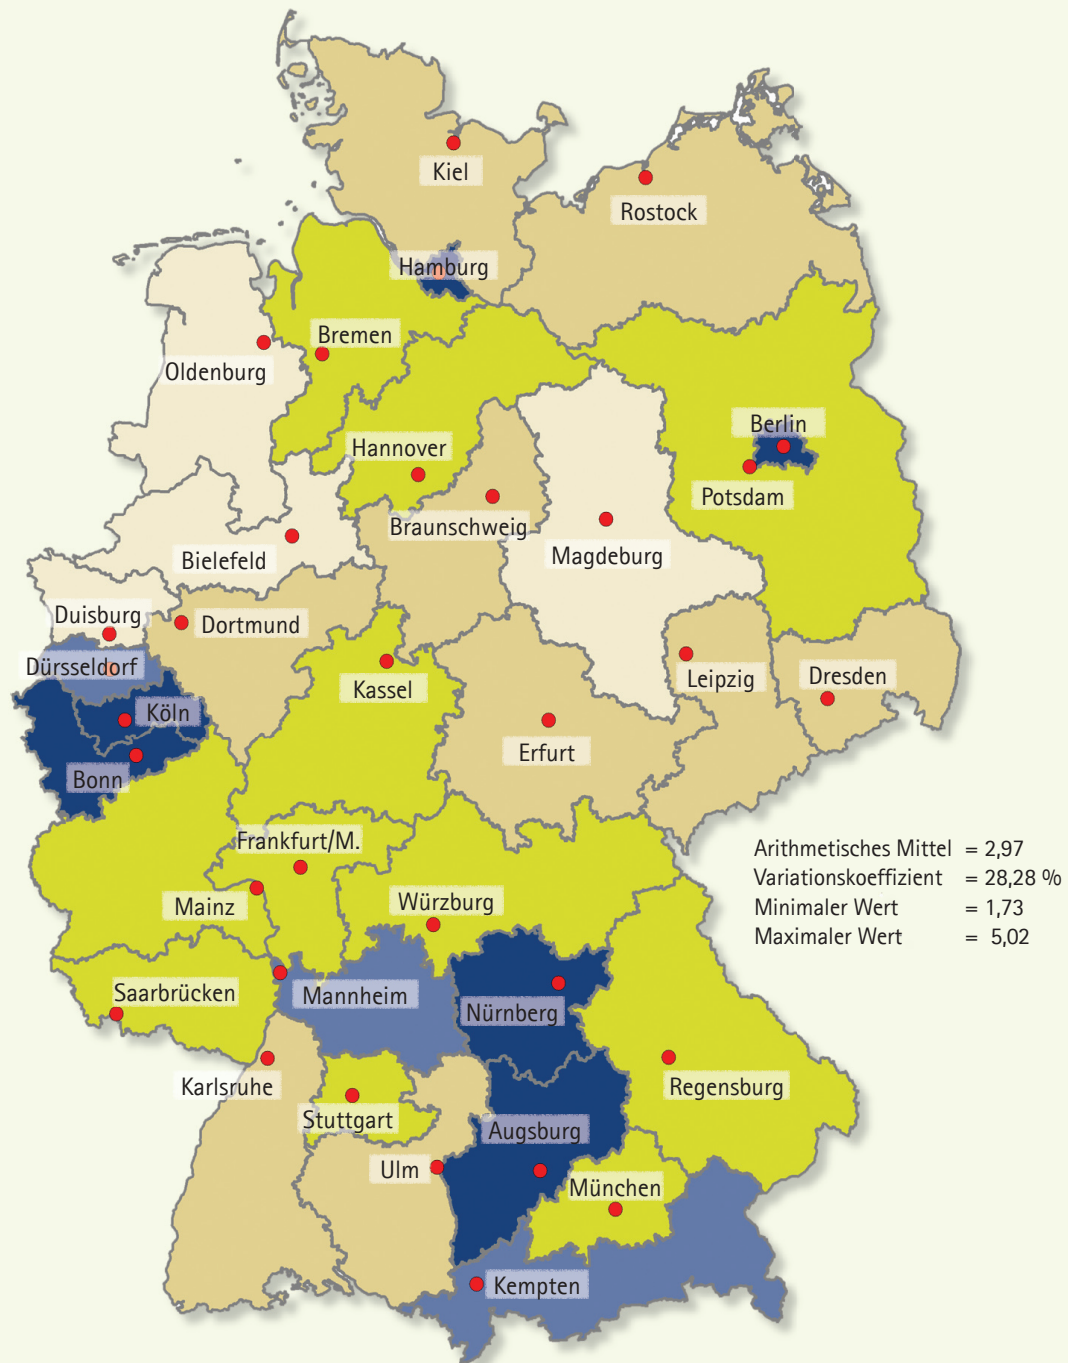 Kiel
Rostock
Hamburg
Bremen
Oldenburg
Berlin
Hannover
Potsdam
Braunschweig
Magdeburg
Bielefeld
Duisburg
Dortmund
Dürsseldorf
Kassel
Leipzig
Dresden
Köln
Erfurt
Bonn
Frankfurt/M.
Mainz
Würzburg
Arithmetisches Mittel = 2,97
Variationskoeffizient = 28,28 %
Minimaler Wert = 1,73
Maximaler Wert = 5,02
Saarbrücken
Mannheim
Nürnberg
Karlsruhe
Regensburg
Stuttgart
Augsburg
Ulm
München
Kempten